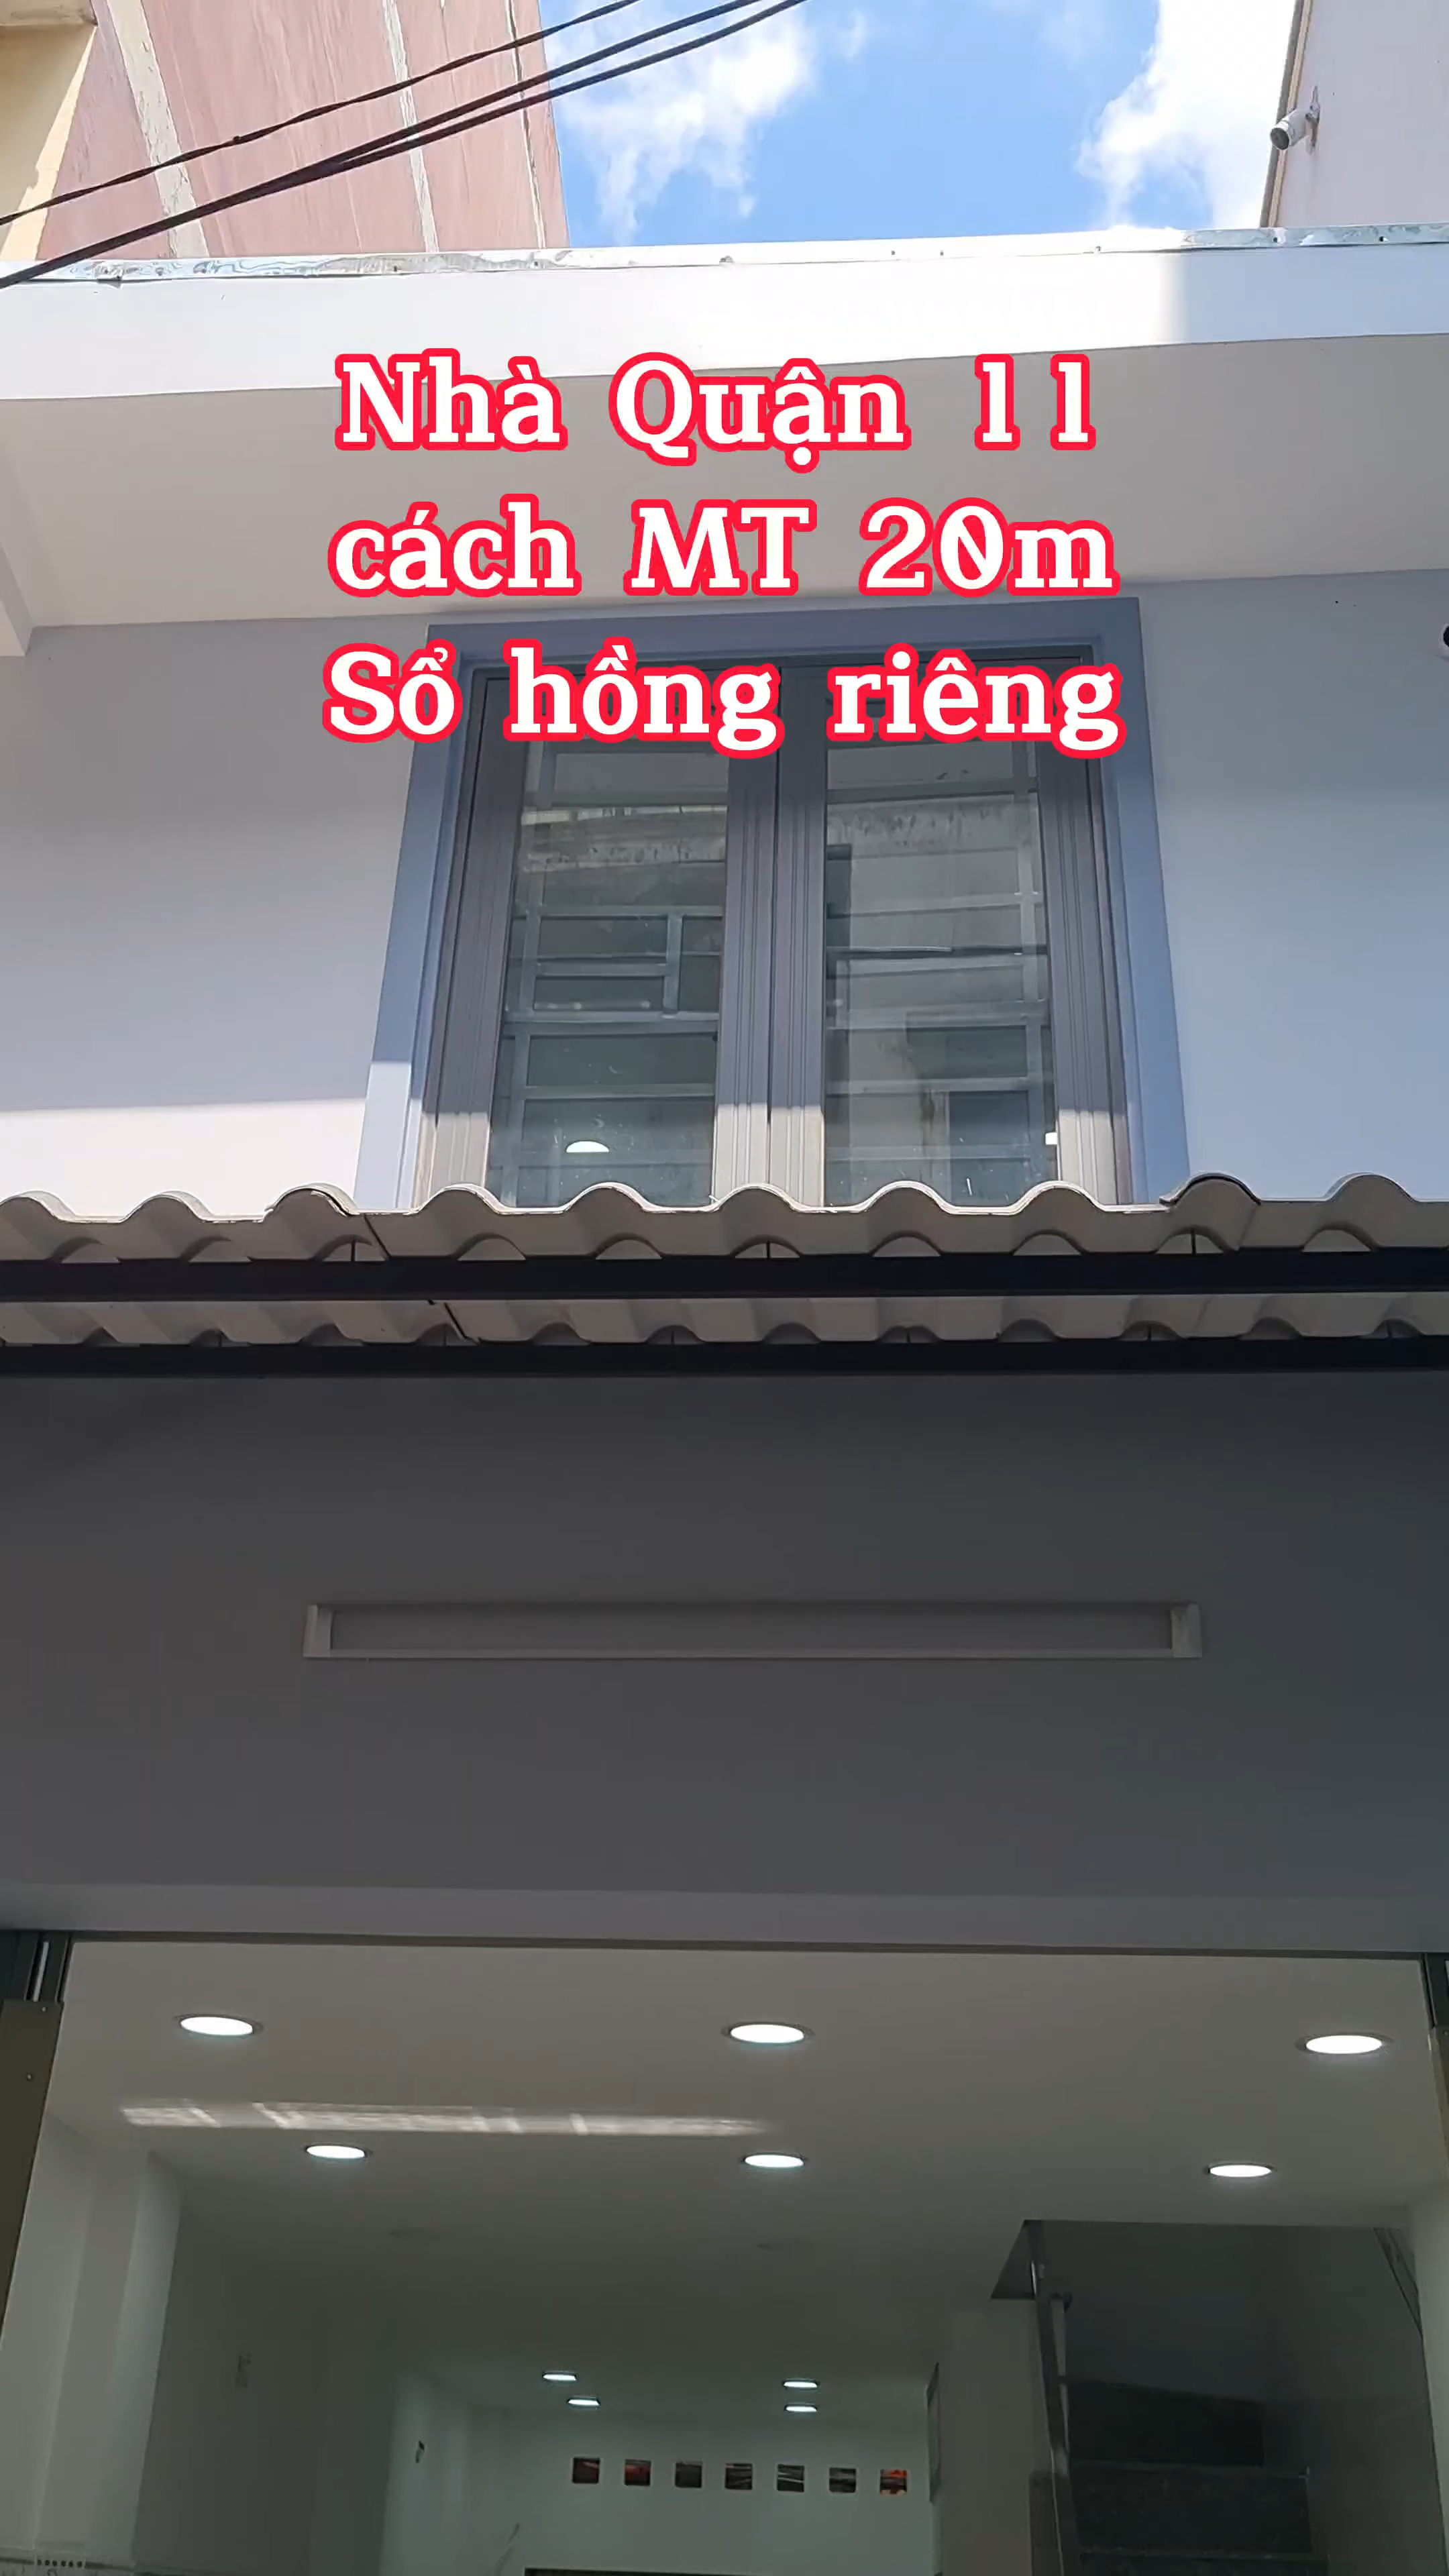 Nhà Quận 11
cách MT 20m
Sổ hồng riêng